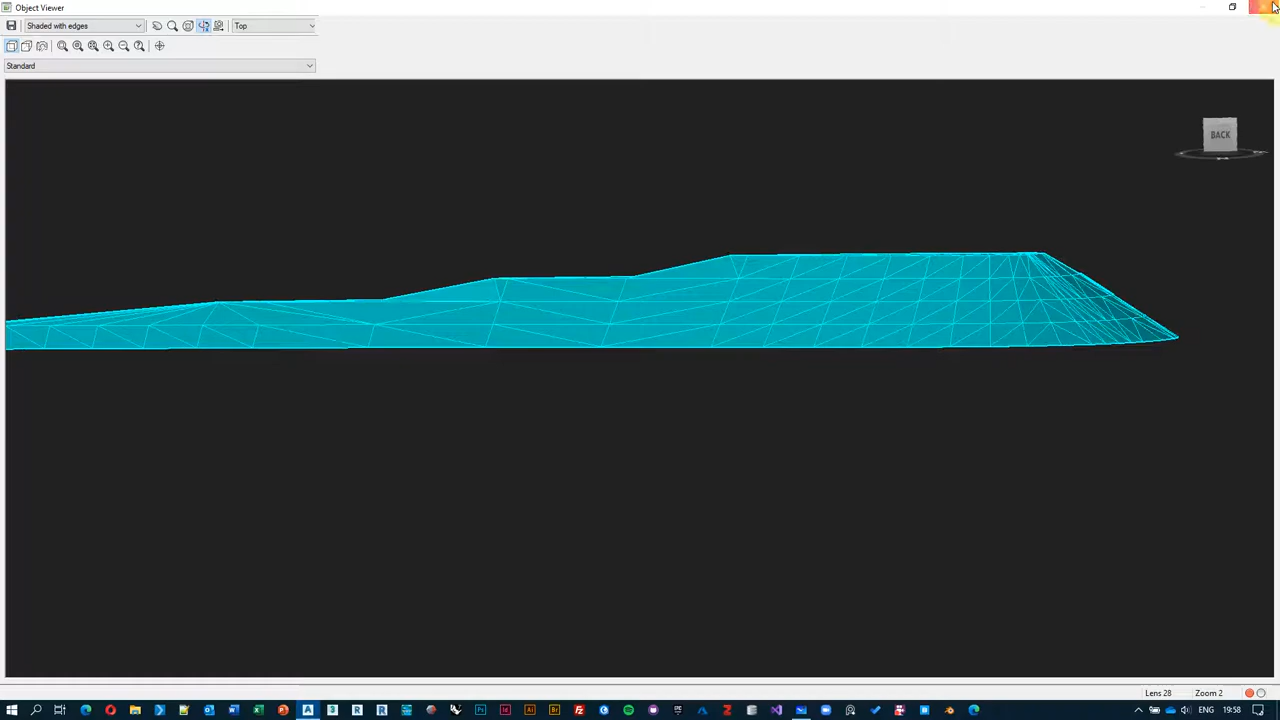 Object Viewer
Shaded with edges
Top
Standard
BACK
Lens 28
Zoom 2
ENG
19:58